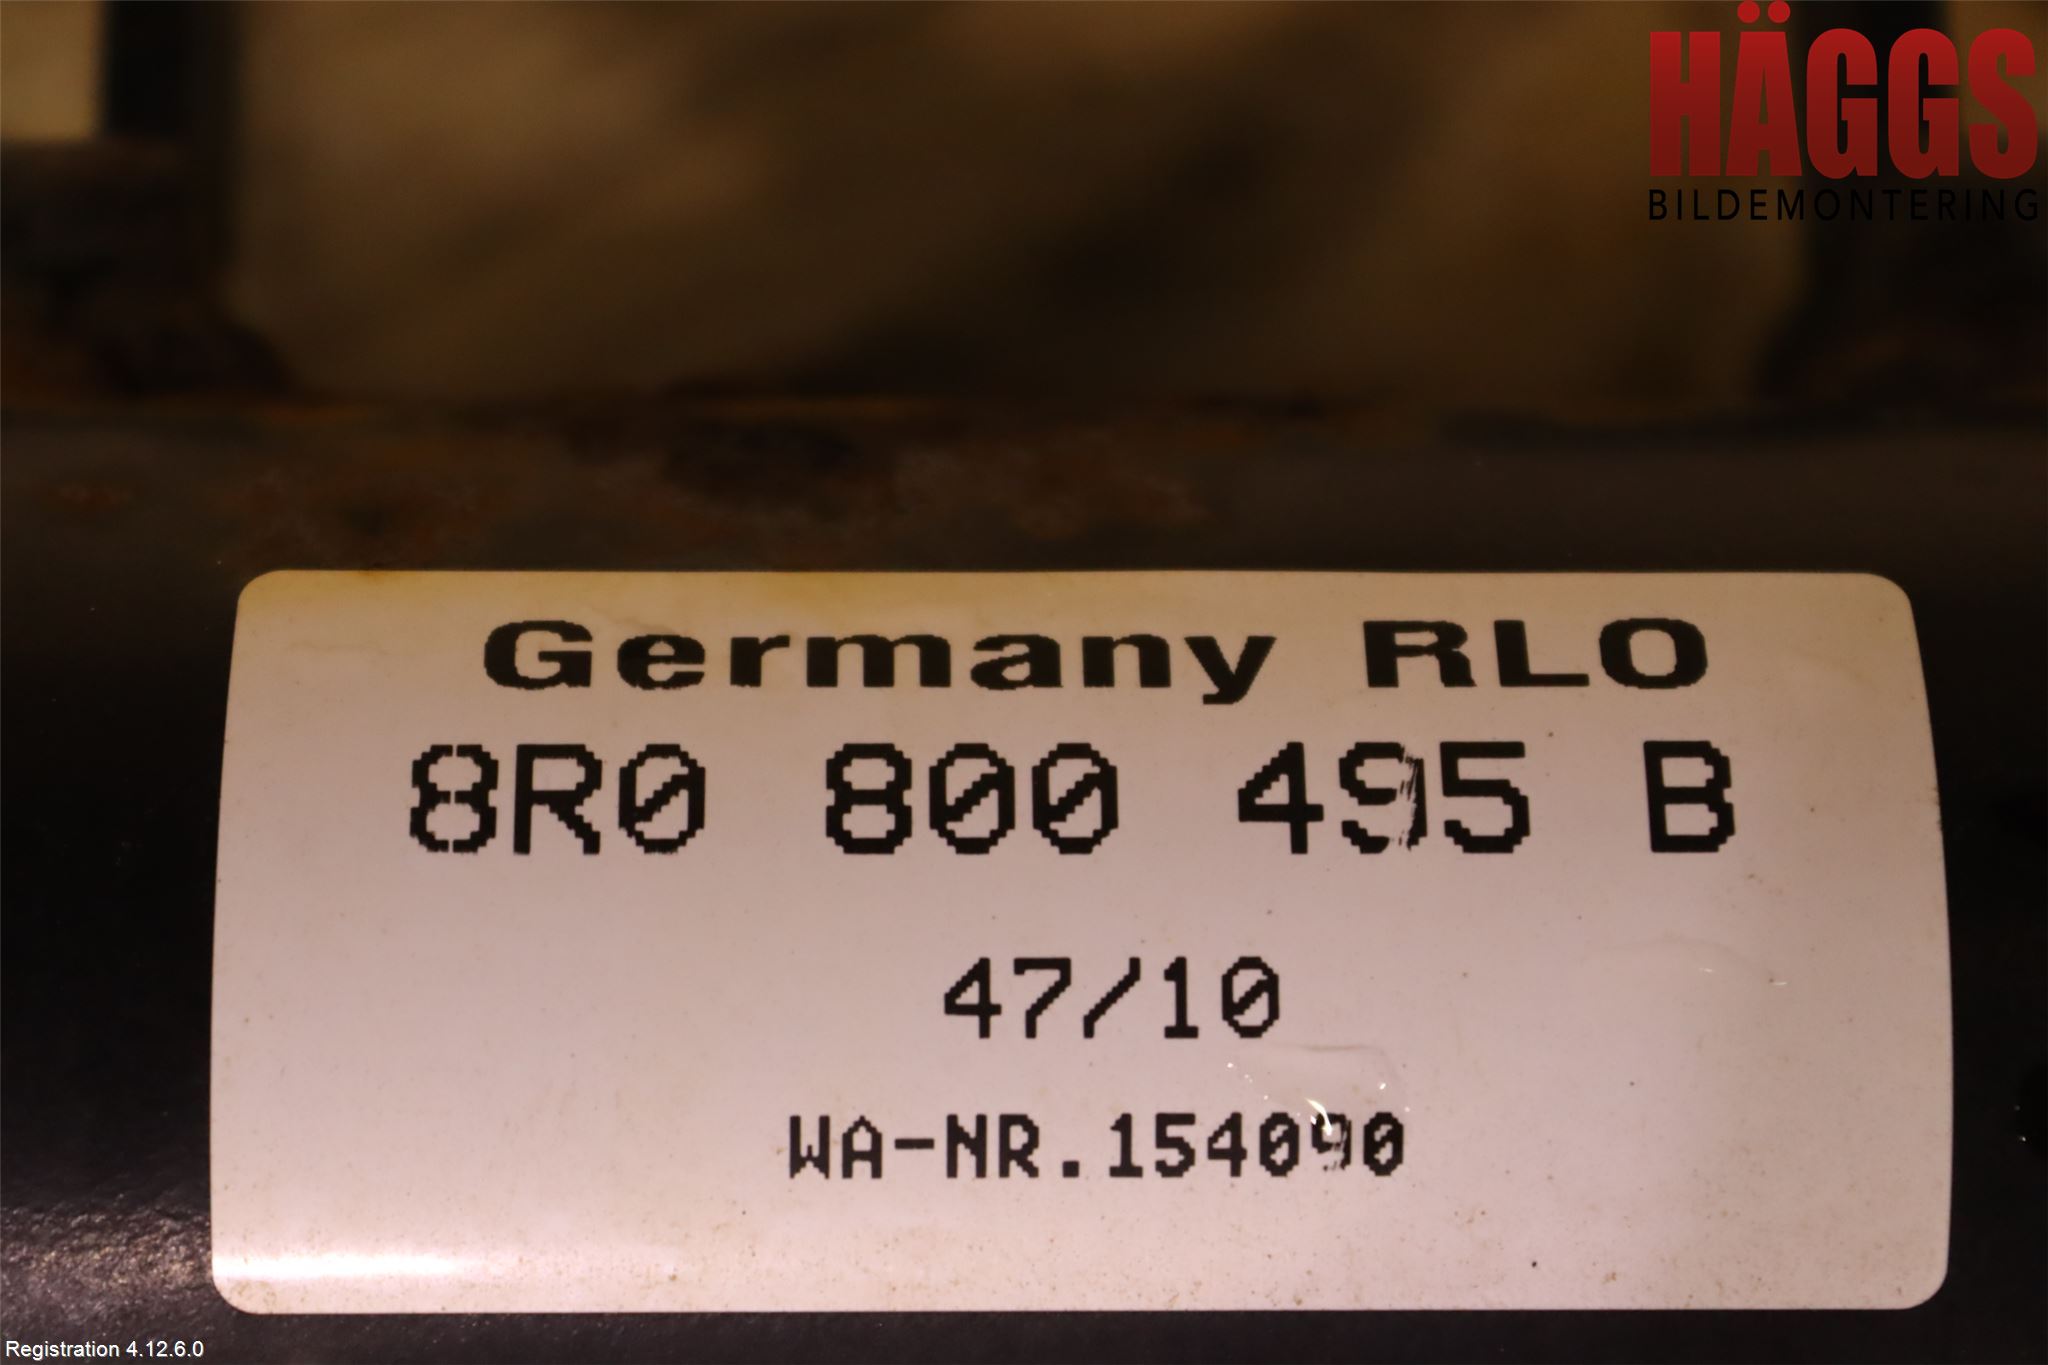 HÄGGS
BILDEMONTERING
Germany RLO
8R0 800 495 B
47/10
WA-NR.154090
Registration 4.12.6.0